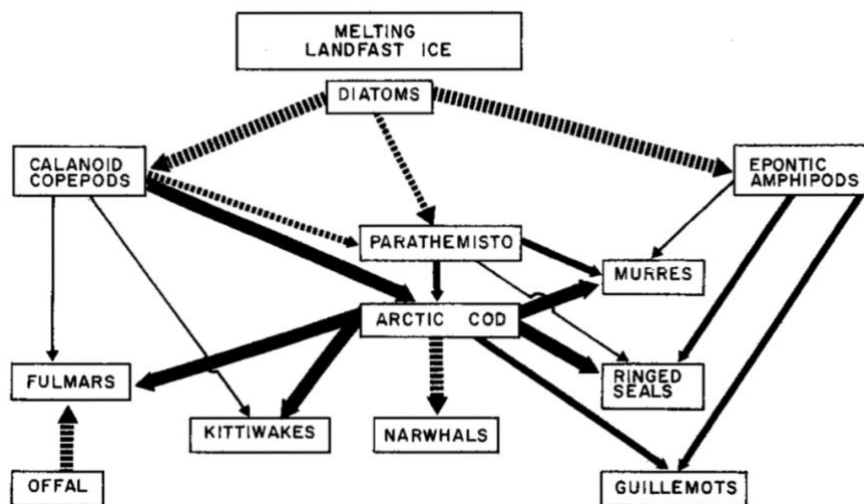 MELTING
LANDFAST ICE
DIATOMS
CALANOID
COPEPODS
EPONTIC
AMPHIPODS
PARATHEMISTO
MURRES
ARCTIC COD
FULMARS
RINGED
SEALS
KITTIWAKES
NARWHALS
OFFAL
GUILLEMOTS